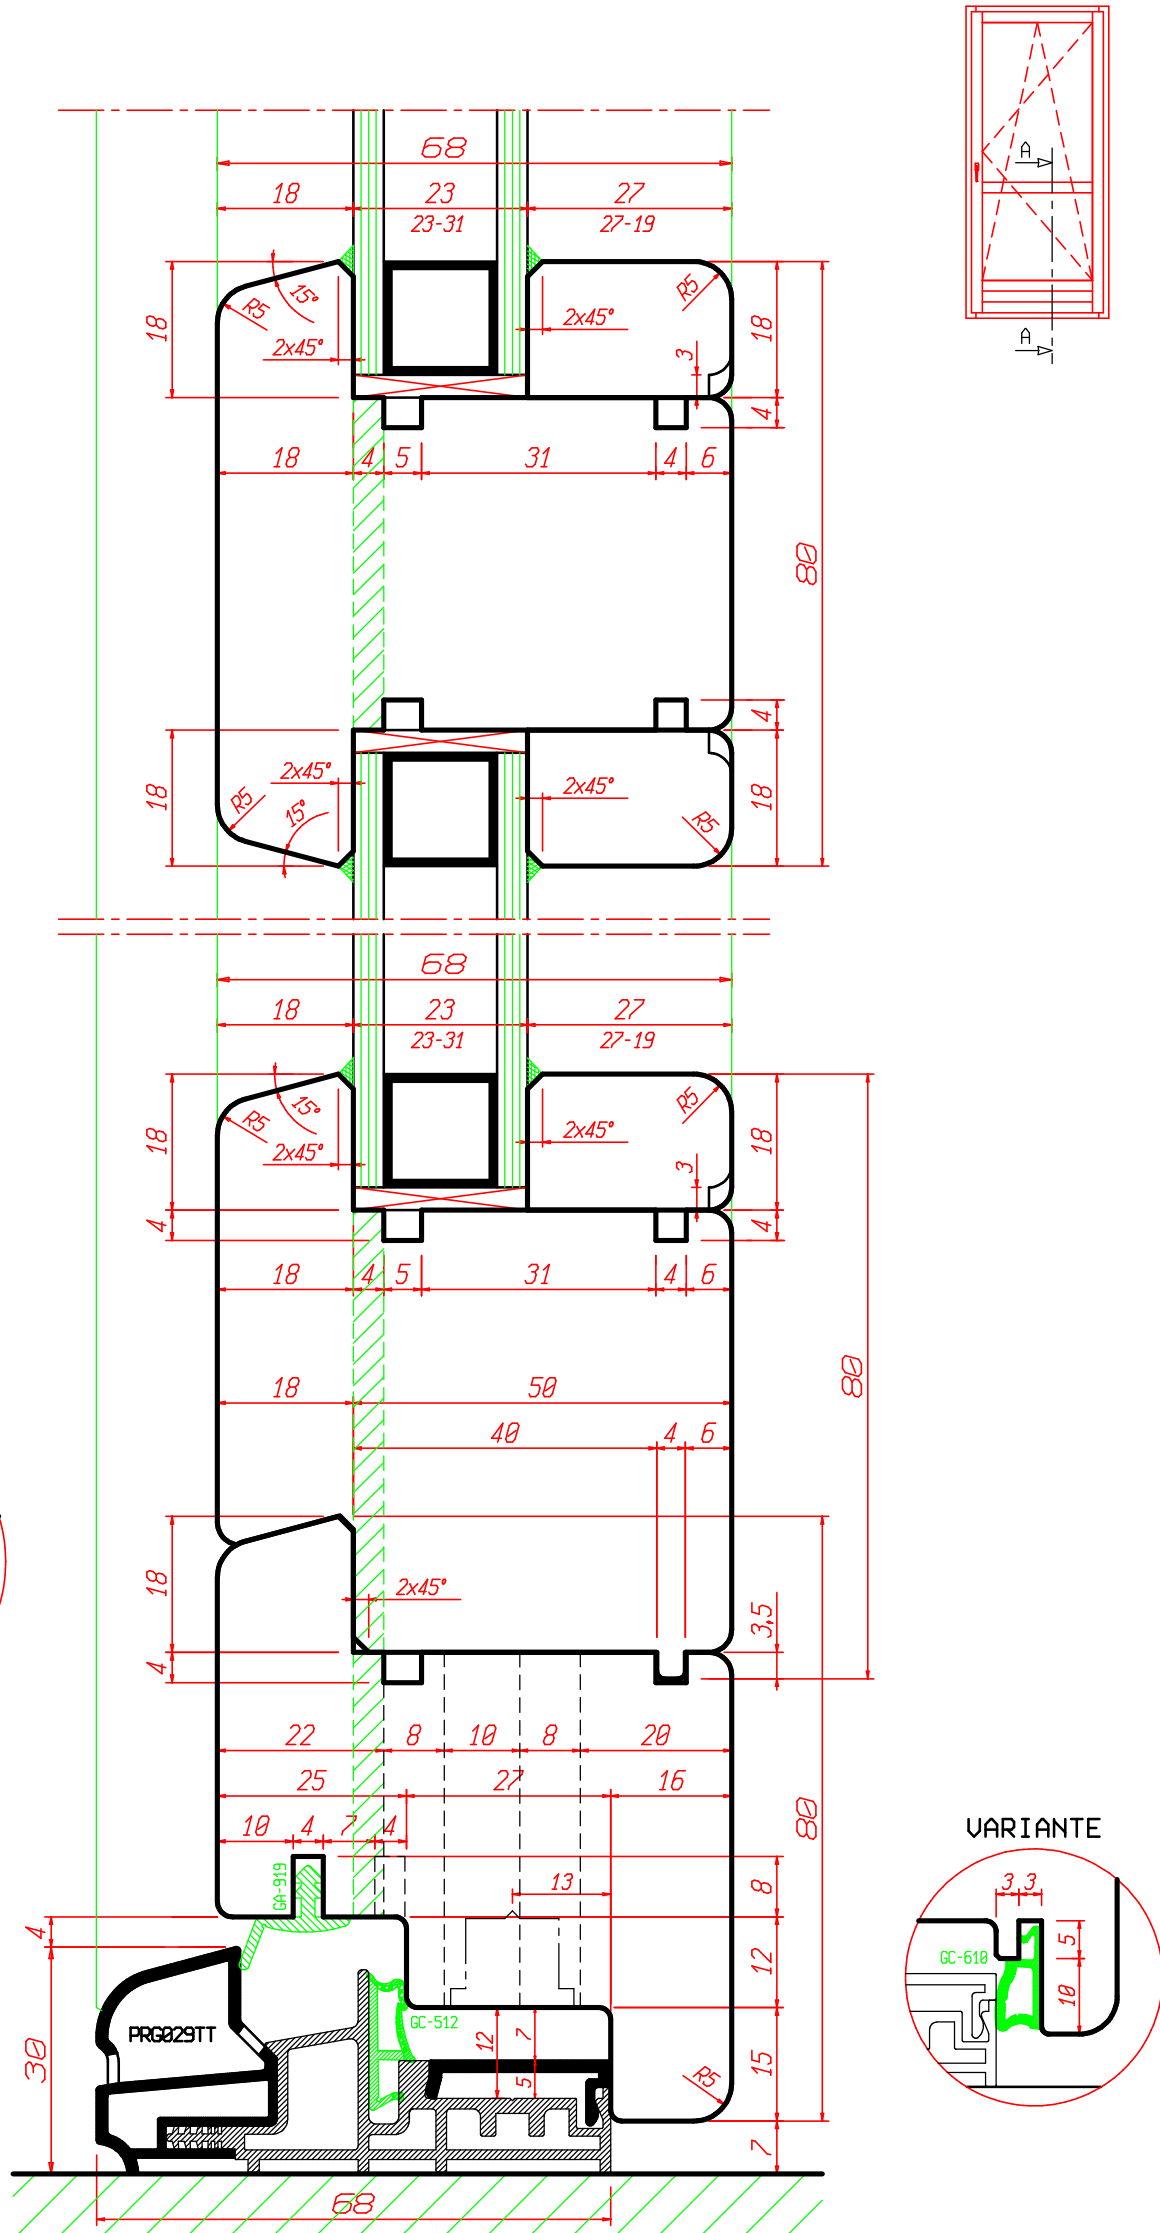 A
A
68
18 23 27
23-31 27-19
R5 15° 2x45° 2x45° R5
18 3 18
4
18 4 5 31 4 6
80
4
18 2x45° 2x45° 18
R5 15° R5
68
18 23 27
23-31 27-19
R5 15° 2x45° 2x45° R5
18 3 18
4 4
18 4 5 31 4 6
80
18 50
40 4 6
18 2x45° 3,5
4
22 8 10 8 20
25 27 16
10 4 7 4
80
GA-919 13 8
4 12
PRG029TT GC-512 12 7
5
30 R5 15
7
68
VARIANTE
3 3
GC-610 5
10